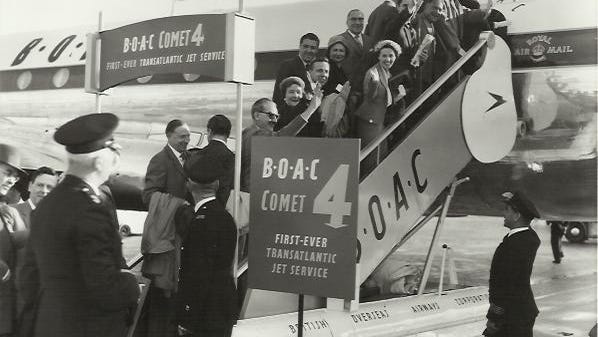 B·O·A·C COMET 4
FIRST-EVER TRANSATLANTIC JET SERVICE
B·O·A
ROYAL
AIR MAIL
B·O·A·C
COMET 4
FIRST-EVER
TRANSATLANTIC
JET SERVICE
B·O·A·C
BRITISH OVERSEAS AIRWAYS CORPORATION